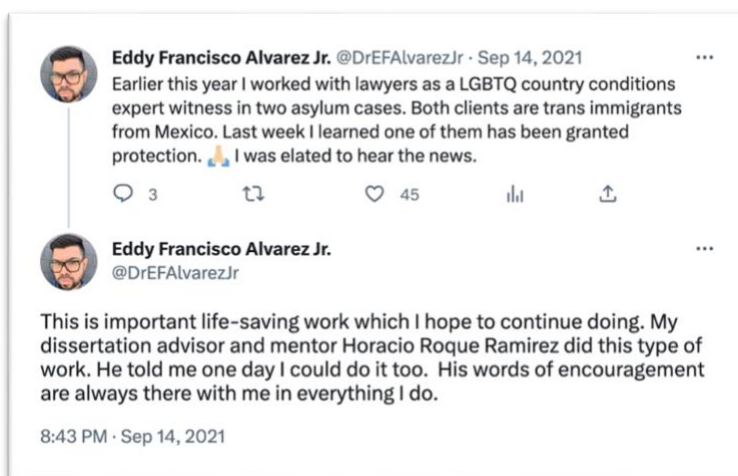 Eddy Francisco Alvarez Jr. @DrEFAlvarezJr · Sep 14, 2021
Earlier this year I worked with lawyers as a LGBTQ country conditions
expert witness in two asylum cases. Both clients are trans immigrants
from Mexico. Last week I learned one of them has been granted
protection. 🙏🏼 I was elated to hear the news.
3 45
Eddy Francisco Alvarez Jr.
@DrEFAlvarezJr
This is important life-saving work which I hope to continue doing. My
dissertation advisor and mentor Horacio Roque Ramirez did this type of
work. He told me one day I could do it too.  His words of encouragement
are always there with me in everything I do.
8:43 PM · Sep 14, 2021